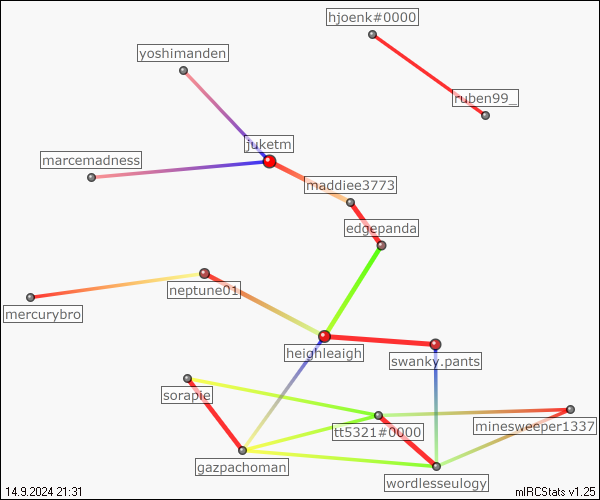 hjoenk#0000
yoshimanden
ruben99_
juketm
marcemadness
maddiee3773
edgepanda
neptune01
mercurybro
heighleaigh
swanky.pants
sorapie
tt5321#0000
minesweeper1337
gazpachoman
wordlesseulogy
14.9.2024 21:31
mIRCStats v1.25